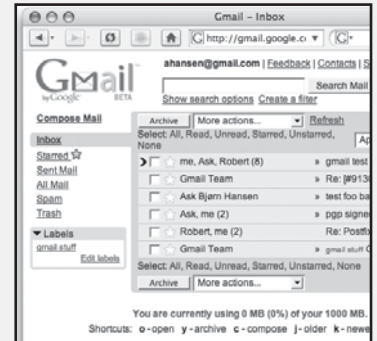 Gmail – Inbox
http://gmail.google.co
G
ahansen@gmail.com | Feedback | Contacts | S
Gmail
by Google BETA
Search Mail
Show search options Create a filter
Compose Mail
Archive More actions... Refresh
Select: All, Read, Unread, Starred, Unstarred, None
Ap
Inbox
Starred
Sent Mail
All Mail
Spam
Trash
Labels
gmail stuff
Edit labels
me, Ask, Robert (8) » gmail test
Gmail Team » Re: [#9130
Ask Bjørn Hansen » test foo ba
Ask, me (2) » pgp signe
Robert, me (2) Re: Postfix
Gmail Team » gmail stuff
Select: All, Read, Unread, Starred, Unstarred, None
Archive More actions...
You are currently using 0 MB (0%) of your 1000 MB.
Shortcuts: o - open y - archive c - compose j - older k - newe